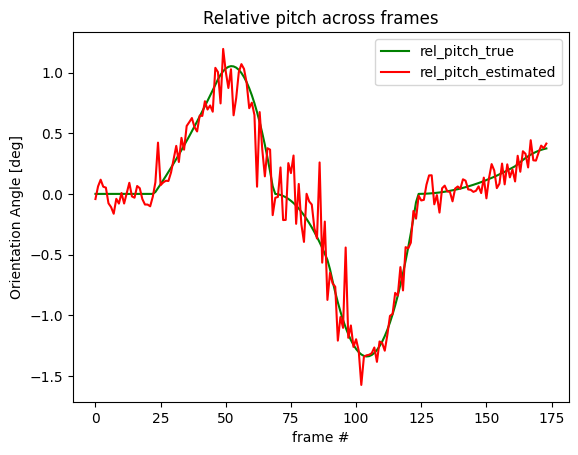 Relative pitch across frames
rel_pitch_true
rel_pitch_estimated
Orientation Angle [deg]
1.0
0.5
0.0
−0.5
−1.0
−1.5
0 25 50 75 100 125 150 175
frame #